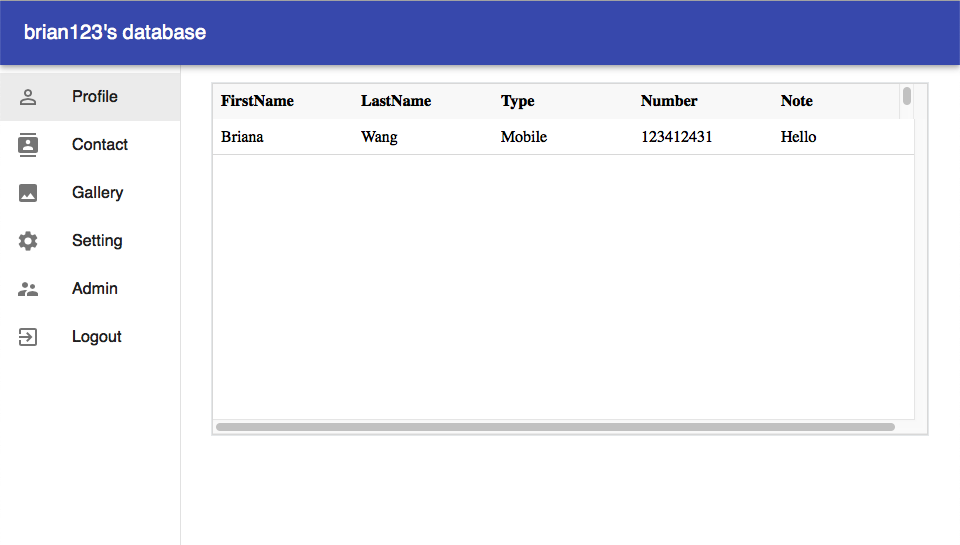 brian123's database
Profile
Contact
Gallery
Setting
Admin
Logout
FirstName LastName Type Number Note
Briana Wang Mobile 123412431 Hello